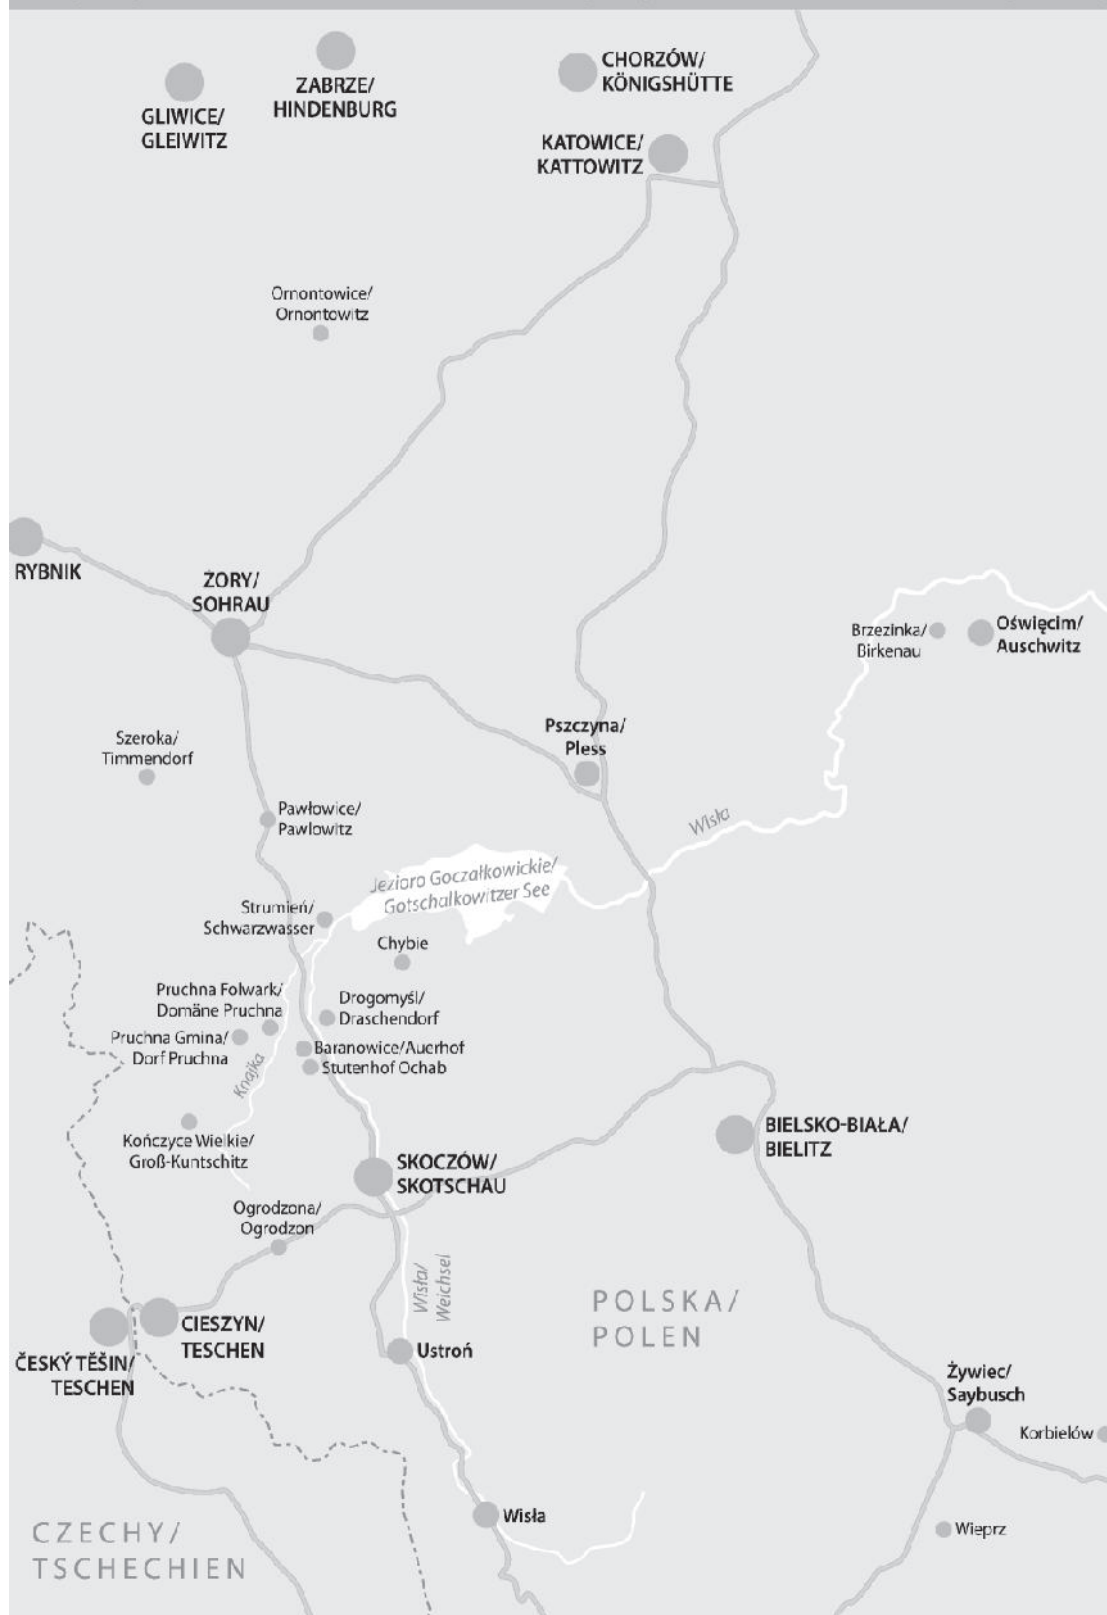 CHORZÓW/
KÖNIGSHÜTTE
ZABRZE/
HINDENBURG
GLIWICE/
GLEIWITZ
KATOWICE/
KATTOWITZ
Ornontowice/
Ornontowitz
RYBNIK
ŻORY/
SOHRAU
Brzezinka/
Birkenau
Oświęcim/
Auschwitz
Pszczyna/
Pless
Szeroka/
Timmendorf
Pawłowice/
Pawlowitz
Wisła
Jezioro Goczałkowickie/
Gotschalkowitzer See
Strumień/
Schwarzwasser
Chybie
Pruchna Folwark/
Domäne Pruchna
Drogomyśl/
Draschendorf
Pruchna Gmina/
Dorf Pruchna
Baranowice/Auerhof
Stutenhof Ochab
Knajka
Kończyce Wielkie/
Groß-Kuntschitz
BIELSKO-BIAŁA/
BIELITZ
SKOCZÓW/
SKOTSCHAU
Ogrodzona/
Ogrodzon
Wisła/
Weichsel
POLSKA/
POLEN
CIESZYN/
TESCHEN
ČESKÝ TĚŠIN/
TESCHEN
Ustroń
Żywiec/
Saybusch
Korbielów
Wisła
Wieprz
CZECHY/
TSCHECHIEN